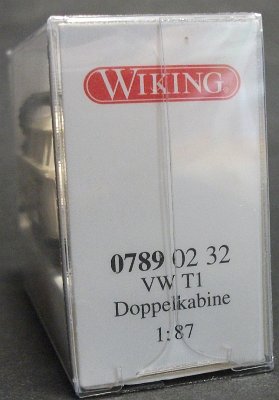 WIKING
0789 02 32
VW T1
Doppelkabine
1:87